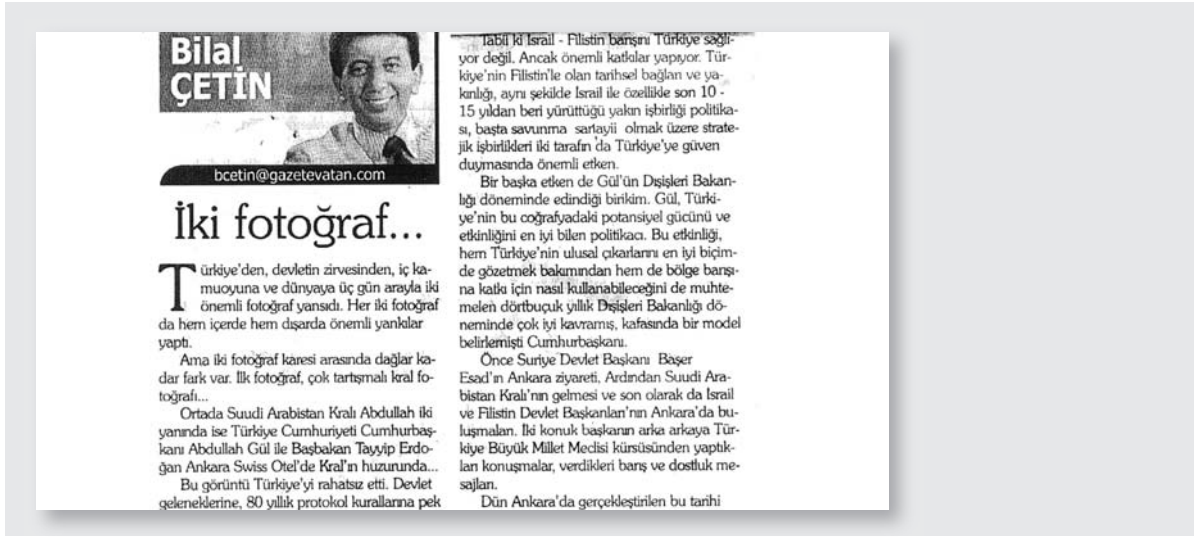 Bilal
ÇETİN
bcetin@gazetevatan.com
İki fotoğraf...
Türkiye'den, devletin zirvesinden, iç ka-
muoyuna ve dünyaya üç gün arayla iki
önemli fotoğraf yansıdı. Her iki fotoğraf
da hem içerde hem dışarda önemli yankılar
yaptı.
Ama iki fotoğraf karesi arasında dağlar ka-
dar fark var. İlk fotoğraf, çok tartışmalı kral fo-
toğrafı...
Ortada Suudi Arabistan Kralı Abdullah iki
yanında ise Türkiye Cumhuriyeti Cumhurbaş-
kanı Abdullah Gül ile Başbakan Tayyip Erdo-
ğan Ankara Swiss Otel'de Kral'ın huzurunda...
Bu görüntü Türkiye'yi rahatsız etti. Devlet
geleneklerine, 80 yıllık protokol kurallarına pek
Tabii ki İsrail - Filistin barışını Türkiye sağlı-
yor değil. Ancak önemli katkılar yapıyor. Tür-
kiye'nin Filistin'le olan tarihsel bağları ve ya-
kınlığı, aynı şekilde İsrail ile özellikle son 10 -
15 yıldan beri yürüttüğü yakın işbirliği politika-
sı, başta savunma sanayii olmak üzere strate-
jik işbirlikleri iki tarafın da Türkiye'ye güven
duymasında önemli etken.
Bir başka etken de Gül'ün Dışişleri Bakan-
lığı döneminde edindiği birikim. Gül, Türki-
ye'nin bu coğrafyadaki potansiyel gücünü ve
etkinliğini en iyi bilen politikacı. Bu etkinliği,
hem Türkiye'nin ulusal çıkarlarını en iyi biçim-
de gözetmek bakımından hem de bölge barışı-
na katkı için nasıl kullanabileceğini de muhte-
melen dörtbuçuk yıllık Dışişleri Bakanlığı dö-
neminde çok iyi kavramış, kafasında bir model
belirlemişti Cumhurbaşkanı.
Önce Suriye Devlet Başkanı Başer
Esad'ın Ankara ziyareti, Ardından Suudi Ara-
bistan Kralı'nın gelmesi ve son olarak da İsrail
ve Filistin Devlet Başkanları'nın Ankara'da bu-
luşmaları. İki konuk başkanın arka arkaya Tür-
kiye Büyük Millet Meclisi kürsüsünden yaptık-
ları konuşmalar, verdikleri barış ve dostluk me-
sajları.
Dün Ankara'da gerçekleştirilen bu tarihi